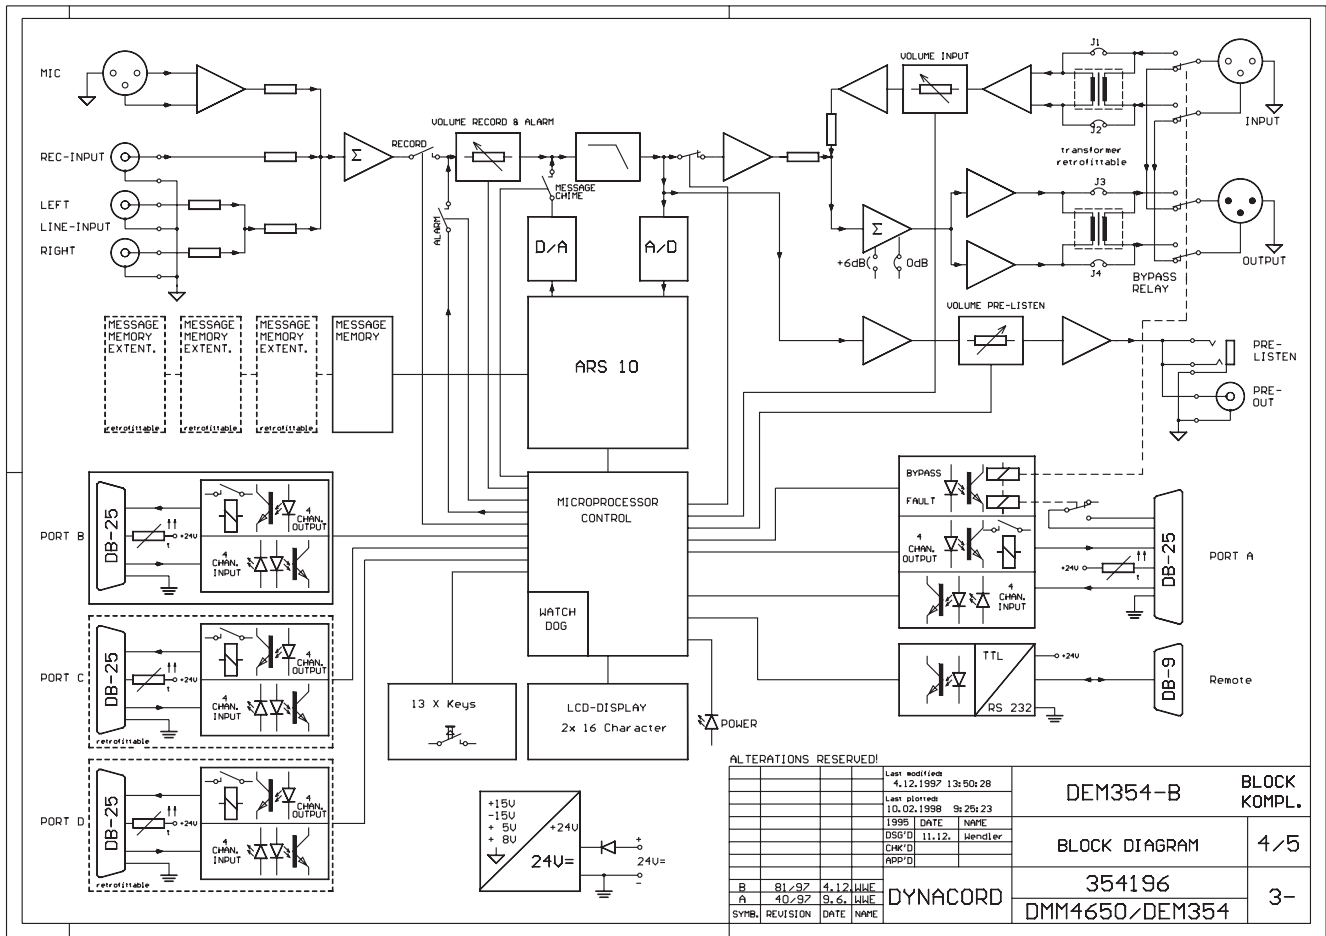 MIC
REC-INPUT
LEFT
LINE-INPUT
RIGHT
Σ
RECORD
VOLUME RECORD & ALARM
ALARM
MESSAGE
CHIME
D/A
A/D
VOLUME INPUT
J1
J2
transformer
retrofittable
J3
J4
INPUT
OUTPUT
BYPASS
RELAY
Σ
+6dB
0dB
VOLUME PRE-LISTEN
PRE-
LISTEN
PRE-
OUT
MESSAGE
MEMORY
EXTENT.
retrofittable
MESSAGE
MEMORY
EXTENT.
retrofittable
MESSAGE
MEMORY
EXTENT.
retrofittable
MESSAGE
MEMORY
ARS 10
MICROPROCESSOR
CONTROL
WATCH
DOG
PORT B
DB-25
+24V
t
4
CHAN.
OUTPUT
4
CHAN.
INPUT
PORT C
DB-25
+24V
t
4
CHAN.
OUTPUT
4
CHAN.
INPUT
retrofittable
PORT D
DB-25
+24V
t
4
CHAN.
OUTPUT
4
CHAN.
INPUT
retrofittable
BYPASS
FAULT
4
CHAN.
OUTPUT
4
CHAN.
INPUT
+24V
t
DB-25
PORT A
TTL
RS 232
+24V
DB-9
Remote
13 X Keys
LCD-DISPLAY
2x 16 Character
POWER
+15V
-15V
+ 5V
+ 8V
+24V
24V=
+
24V=
-
ALTERATIONS RESERVED!
Last modified:
4.12.1997 13:50:28
Last plotted:
10.02.1998 9:25:23
1995 DATE NAME
DSG'D 11.12. Wendler
CHK'D
APP'D
B 81/97 4.12. WWE
A 40/97 9.6. WWE
SYMB. REVISION DATE NAME
DYNACORD
DEM354-B
BLOCK
KOMPL.
BLOCK DIAGRAM
4/5
354196
DMM4650/DEM354
3-